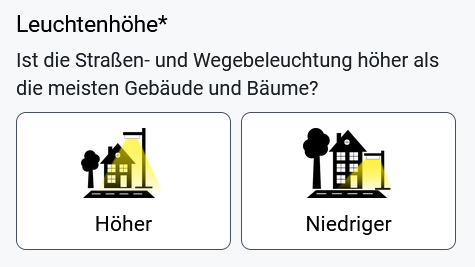 Leuchtenhöhe*
Ist die Straßen- und Wegebeleuchtung höher als
die meisten Gebäude und Bäume?
Höher
Niedriger